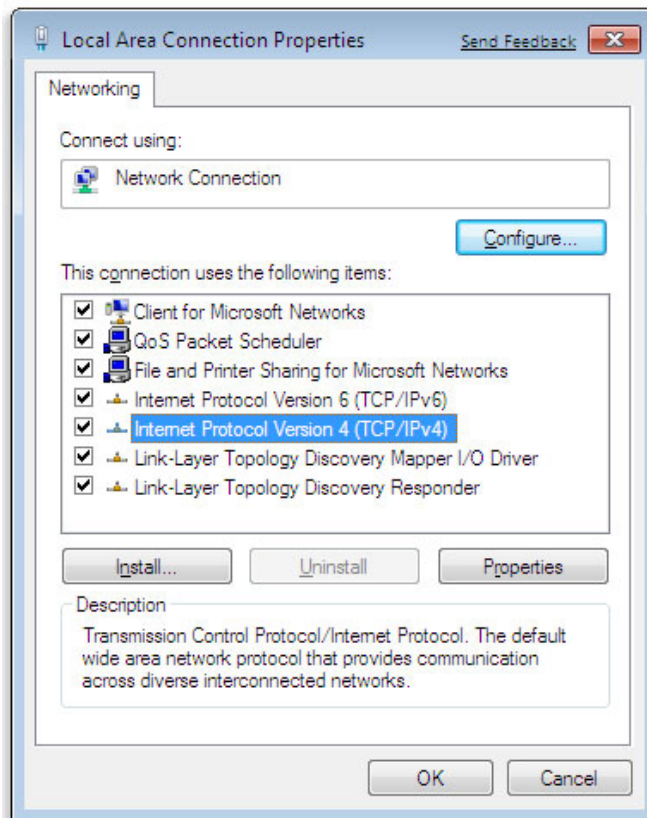 Local Area Connection Properties
Send Feedback
Networking
Connect using:
Network Connection
Configure...
This connection uses the following items:
Client for Microsoft Networks
QoS Packet Scheduler
File and Printer Sharing for Microsoft Networks
Internet Protocol Version 6 (TCP/IPv6)
Internet Protocol Version 4 (TCP/IPv4)
Link-Layer Topology Discovery Mapper I/O Driver
Link-Layer Topology Discovery Responder
Install...
Uninstall
Properties
Description
Transmission Control Protocol/Internet Protocol. The default
wide area network protocol that provides communication
across diverse interconnected networks.
OK
Cancel